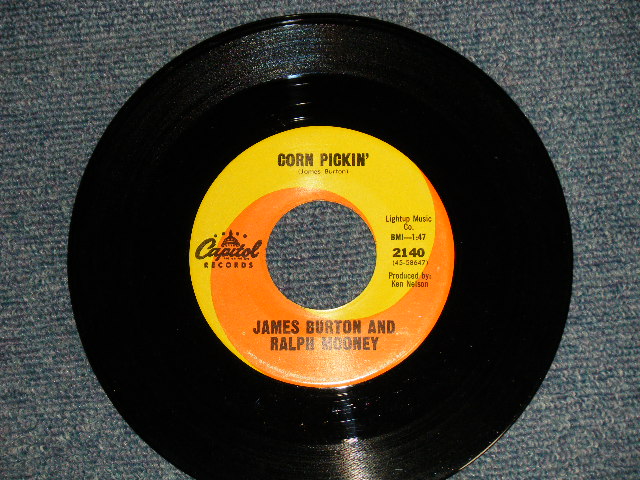 CORN PICKIN'
(James Burton)
Capitol
RECORDS
Lightup Music
Co.
BMI—1:47
2140
(45-58647)
Produced by:
Ken Nelson
JAMES BURTON AND
RALPH MOONEY